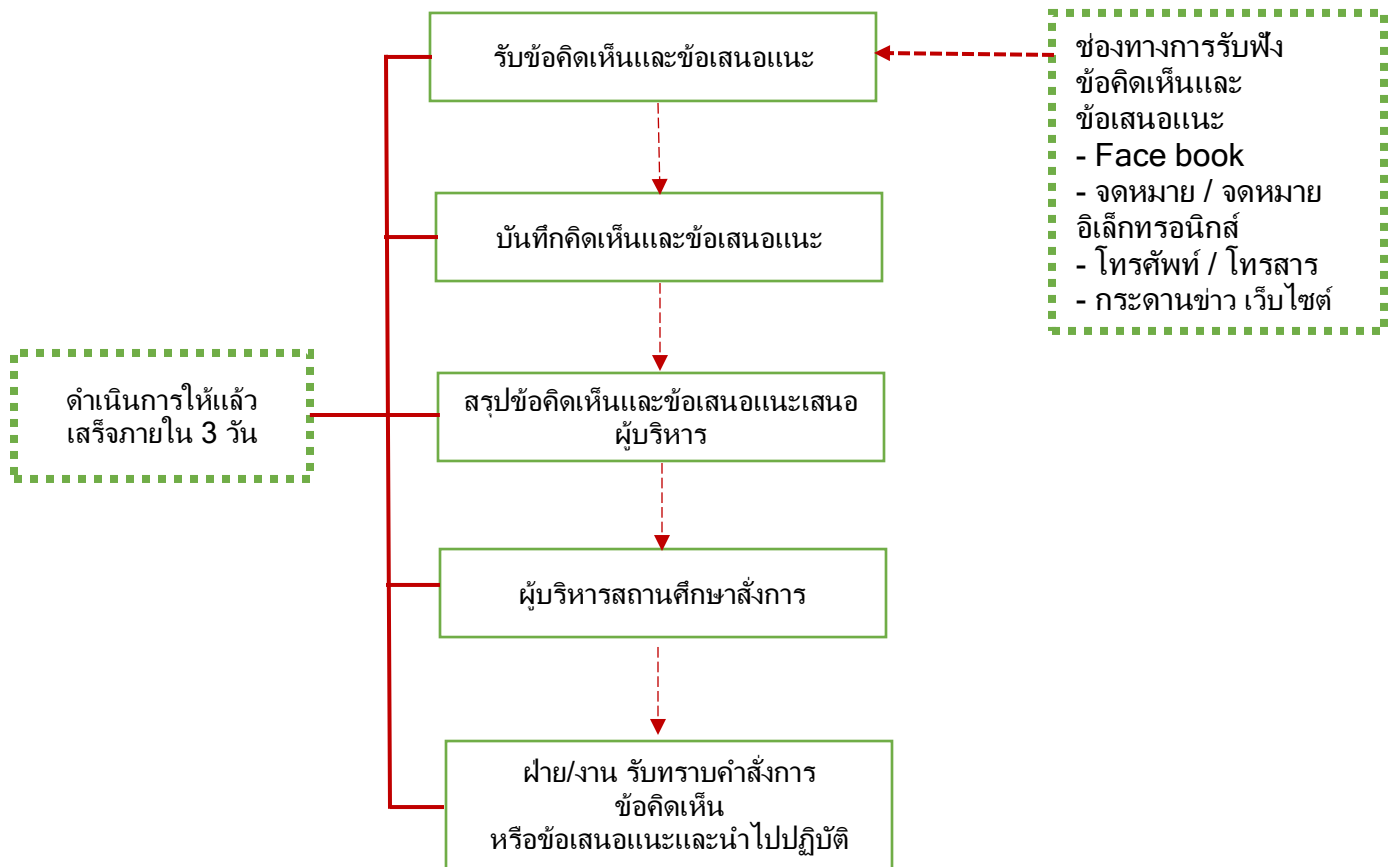 รับข้อคิดเห็นและข้อเสนอแนะ
ช่องทางการรับฟัง
ข้อคิดเห็นและ
ข้อเสนอแนะ
- Face book
- จดหมาย / จดหมาย
อิเล็กทรอนิกส์
- โทรศัพท์ / โทรสาร
- กระดานข่าว เว็บไซต์
บันทึกคิดเห็นและข้อเสนอแนะ
ดำเนินการให้แล้ว
เสร็จภายใน 3 วัน
สรุปข้อคิดเห็นและข้อเสนอแนะเสนอ
ผู้บริหาร
ผู้บริหารสถานศึกษาสั่งการ
ฝ่าย/งาน รับทราบคำสั่งการ
ข้อคิดเห็น
หรือข้อเสนอแนะและนำไปปฏิบัติ